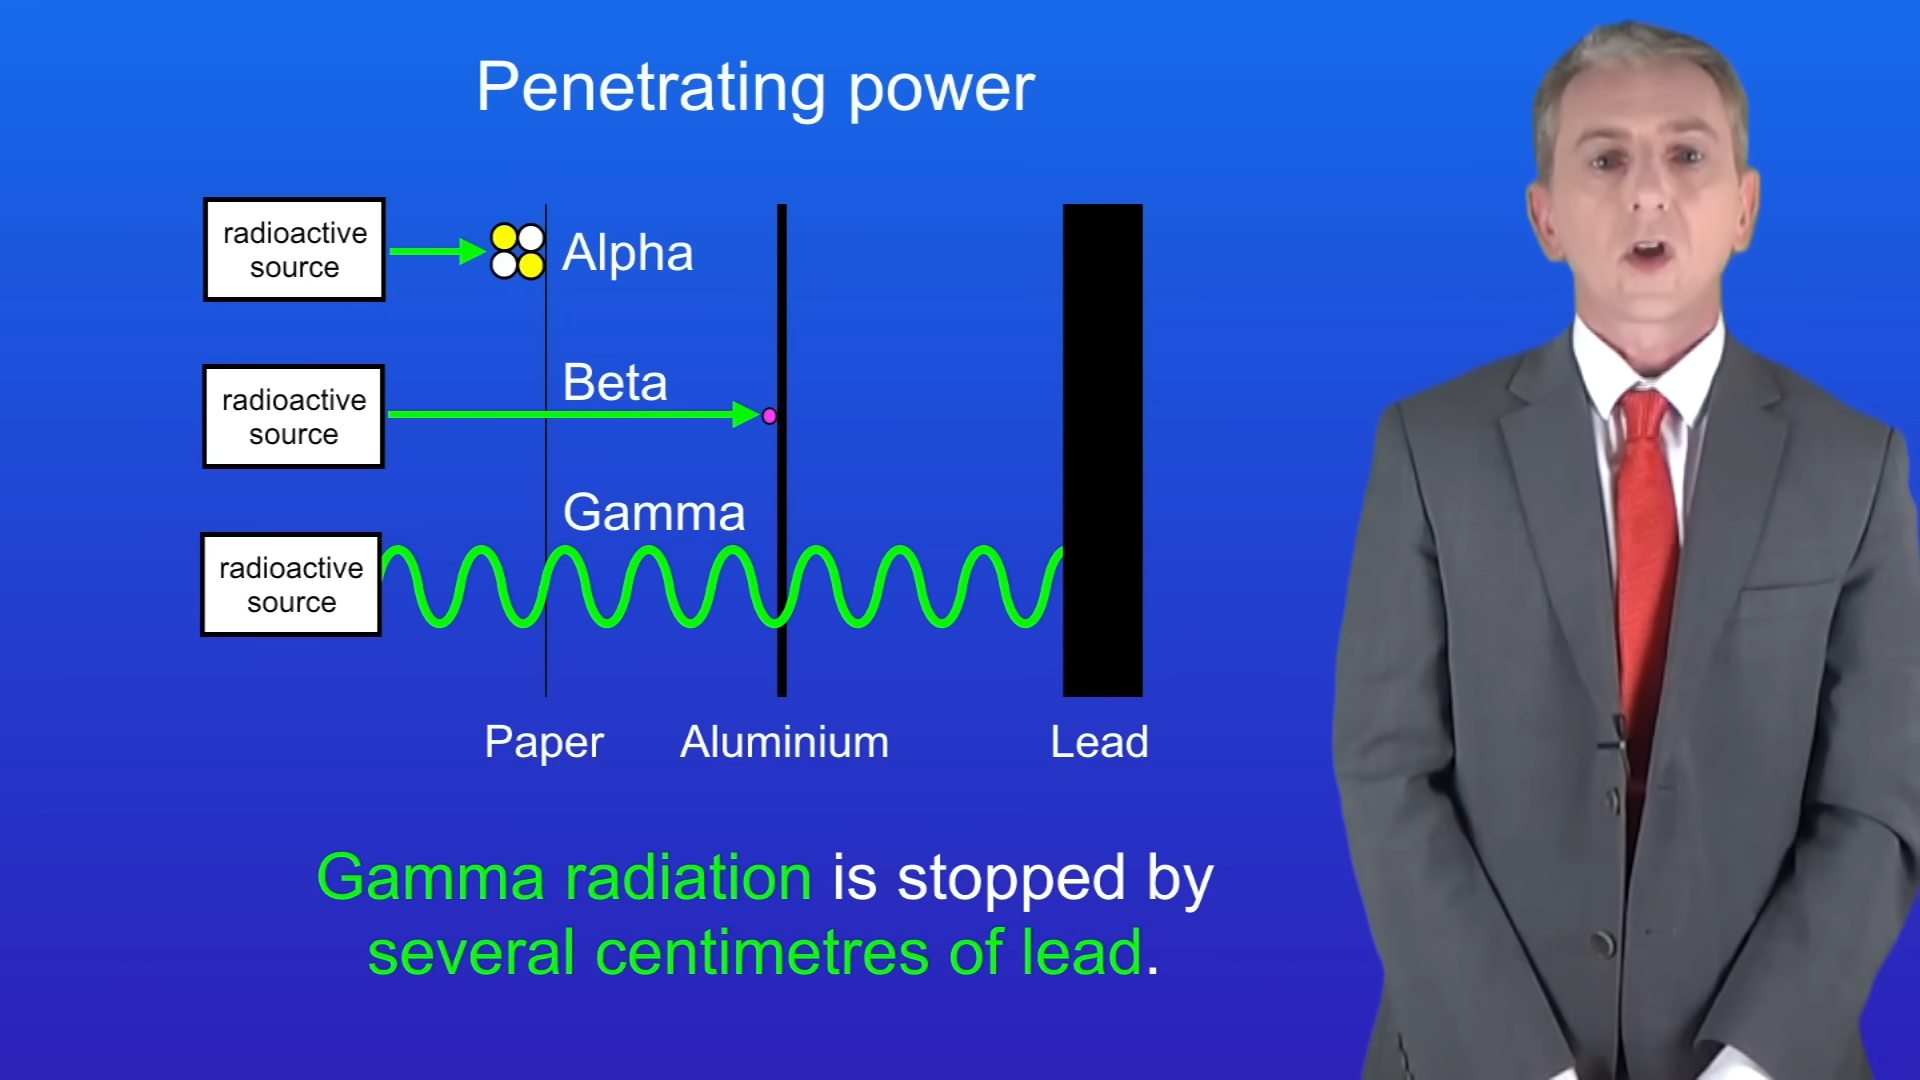 Penetrating power
radioactive
source
Alpha
radioactive
source
Beta
radioactive
source
Gamma
Paper
Aluminium
Lead
Gamma radiation is stopped by
several centimetres of lead.